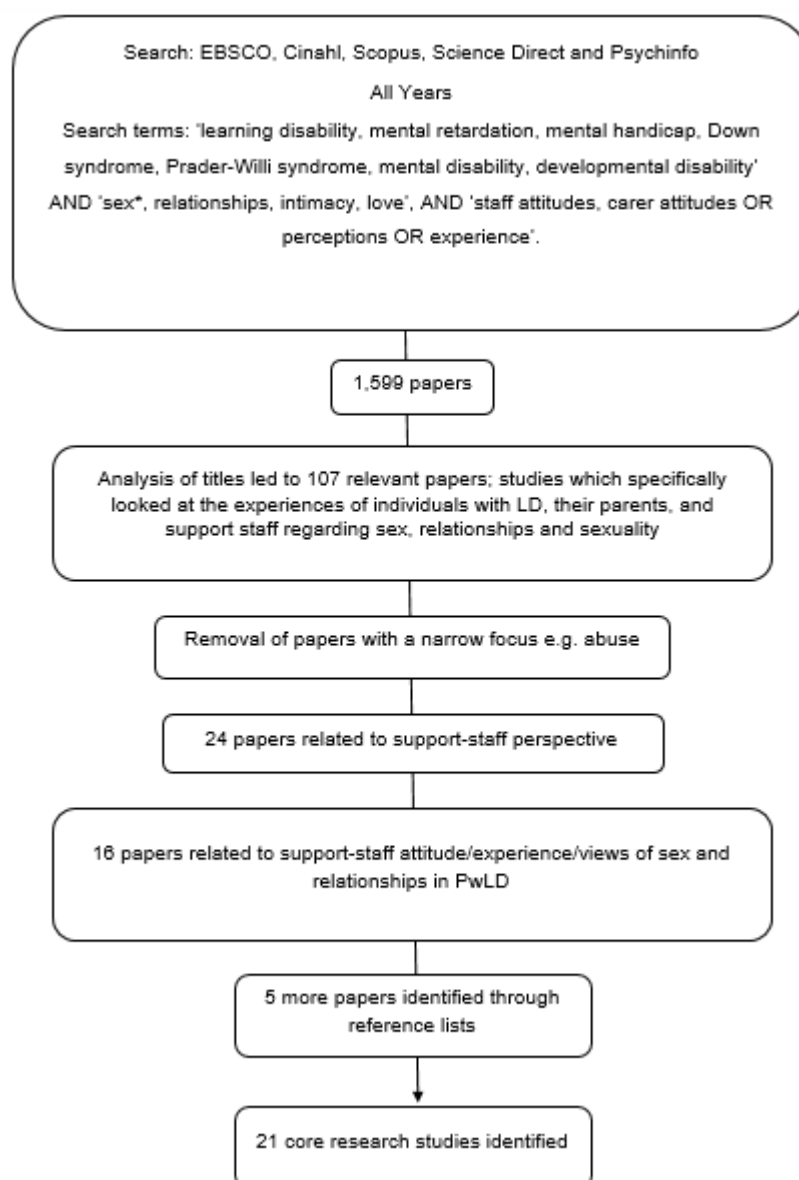 Search: EBSCO, Cinahl, Scopus, Science Direct and Psychinfo
All Years
Search terms: 'learning disability, mental retardation, mental handicap, Down
syndrome, Prader-Willi syndrome, mental disability, developmental disability'
AND 'sex*, relationships, intimacy, love', AND 'staff attitudes, carer attitudes OR
perceptions OR experience'.
1,599 papers
Analysis of titles led to 107 relevant papers; studies which specifically
looked at the experiences of individuals with LD, their parents, and
support staff regarding sex, relationships and sexuality
Removal of papers with a narrow focus e.g. abuse
24 papers related to support-staff perspective
16 papers related to support-staff attitude/experience/views of sex and
relationships in PwLD
5 more papers identified through
reference lists
21 core research studies identified